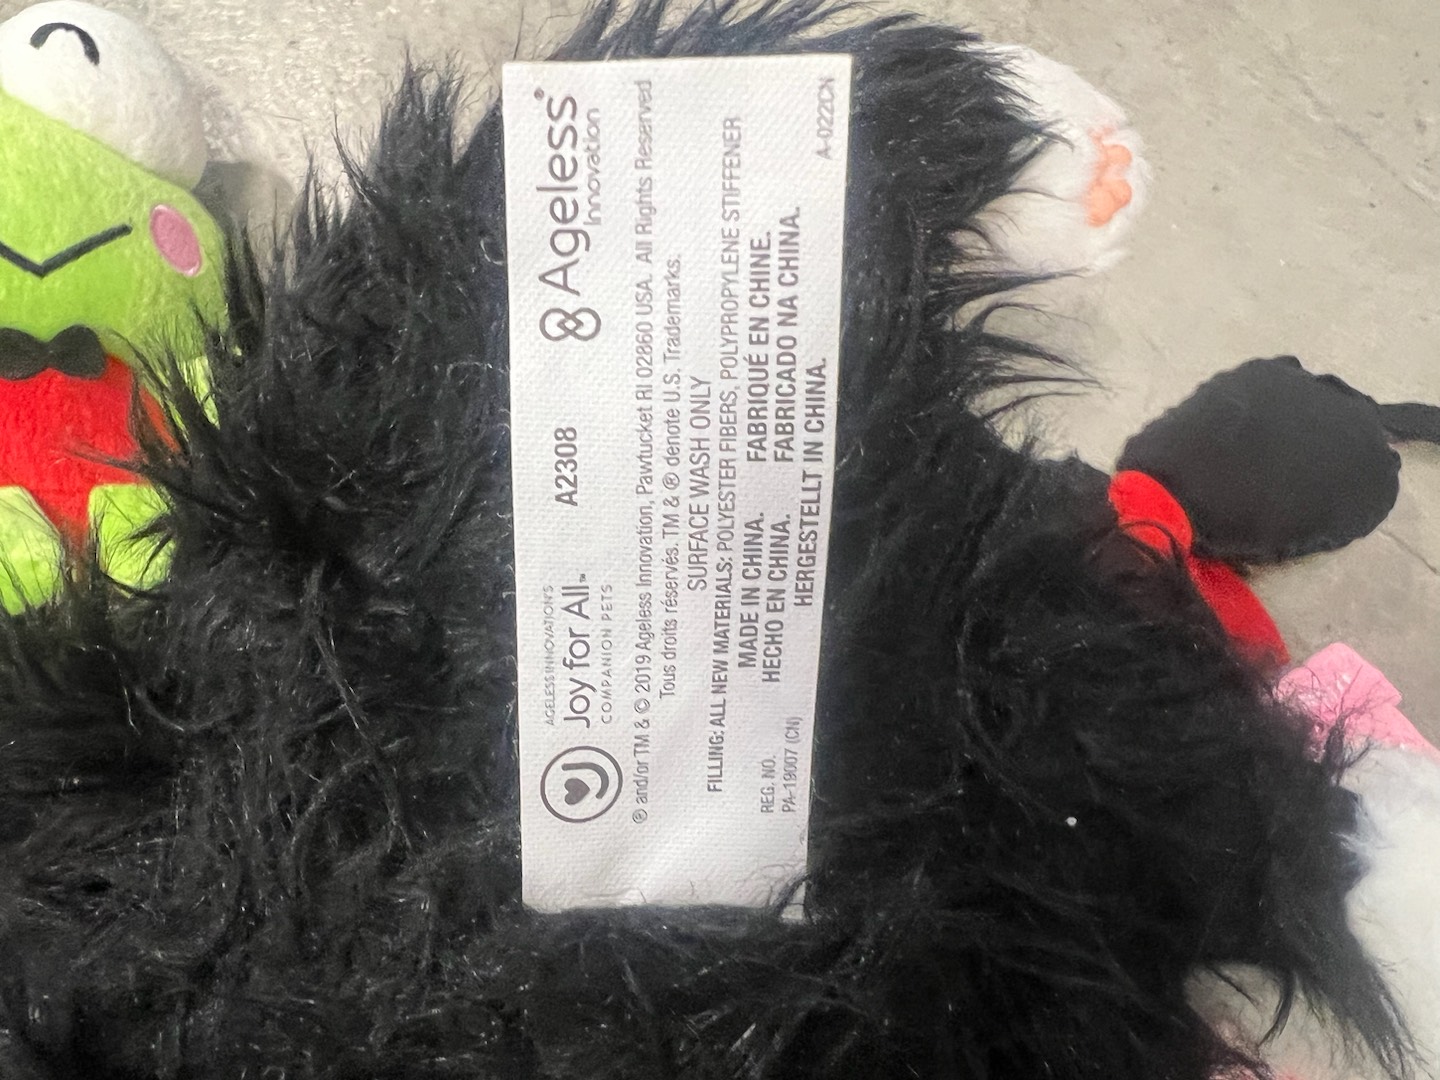 AGELESS INNOVATION'S
Joy for All™
COMPANION PETS
A2308
Ageless®
Innovation
® and/or TM & © 2019 Ageless Innovation, Pawtucket RI 02860 USA. All Rights Reserved
Tous droits réservés. TM & ® denote U.S. Trademarks.
SURFACE WASH ONLY
FILLING: ALL NEW MATERIALS: POLYESTER FIBERS, POLYPROPYLENE STIFFENER
MADE IN CHINA. FABRIQUÉ EN CHINE.
HECHO EN CHINA. FABRICADO NA CHINA.
HERGESTELLT IN CHINA.
REG. NO.
PA-19007 (CN)
A-022CN